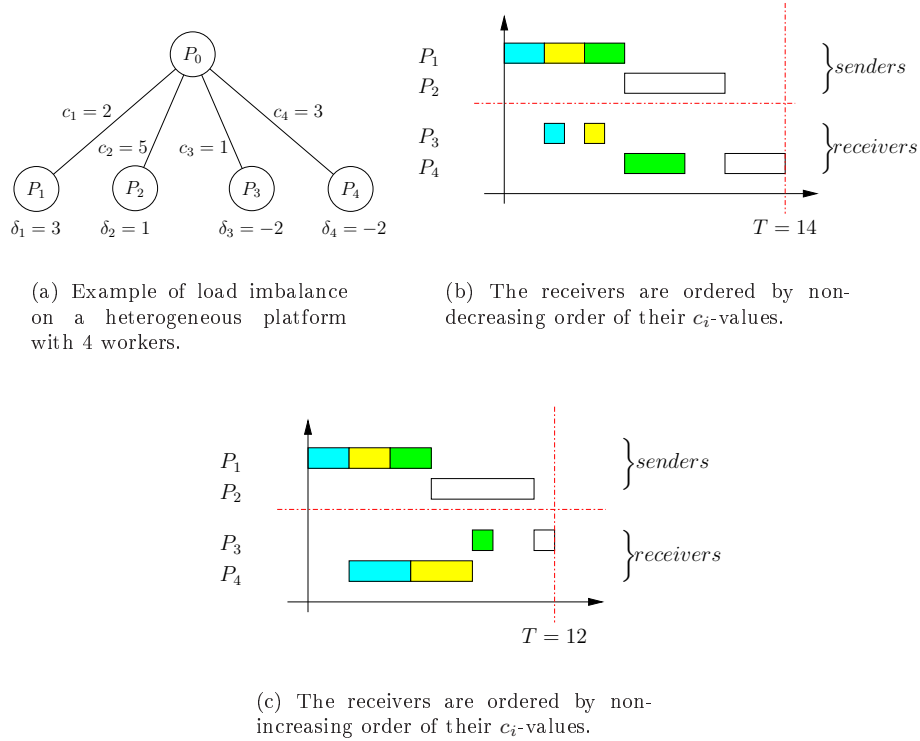 P0
c1 = 2
c2 = 5
c3 = 1
c4 = 3
P1
P2
P3
P4
δ1 = 3
δ2 = 1
δ3 = −2
δ4 = −2
(a) Example of load imbalance
on a heterogeneous platform
with 4 workers.
P1
P2
P3
P4
senders
receivers
T = 14
(b) The receivers are ordered by non-
decreasing order of their ci-values.
P1
P2
P3
P4
senders
receivers
T = 12
(c) The receivers are ordered by non-
increasing order of their ci-values.